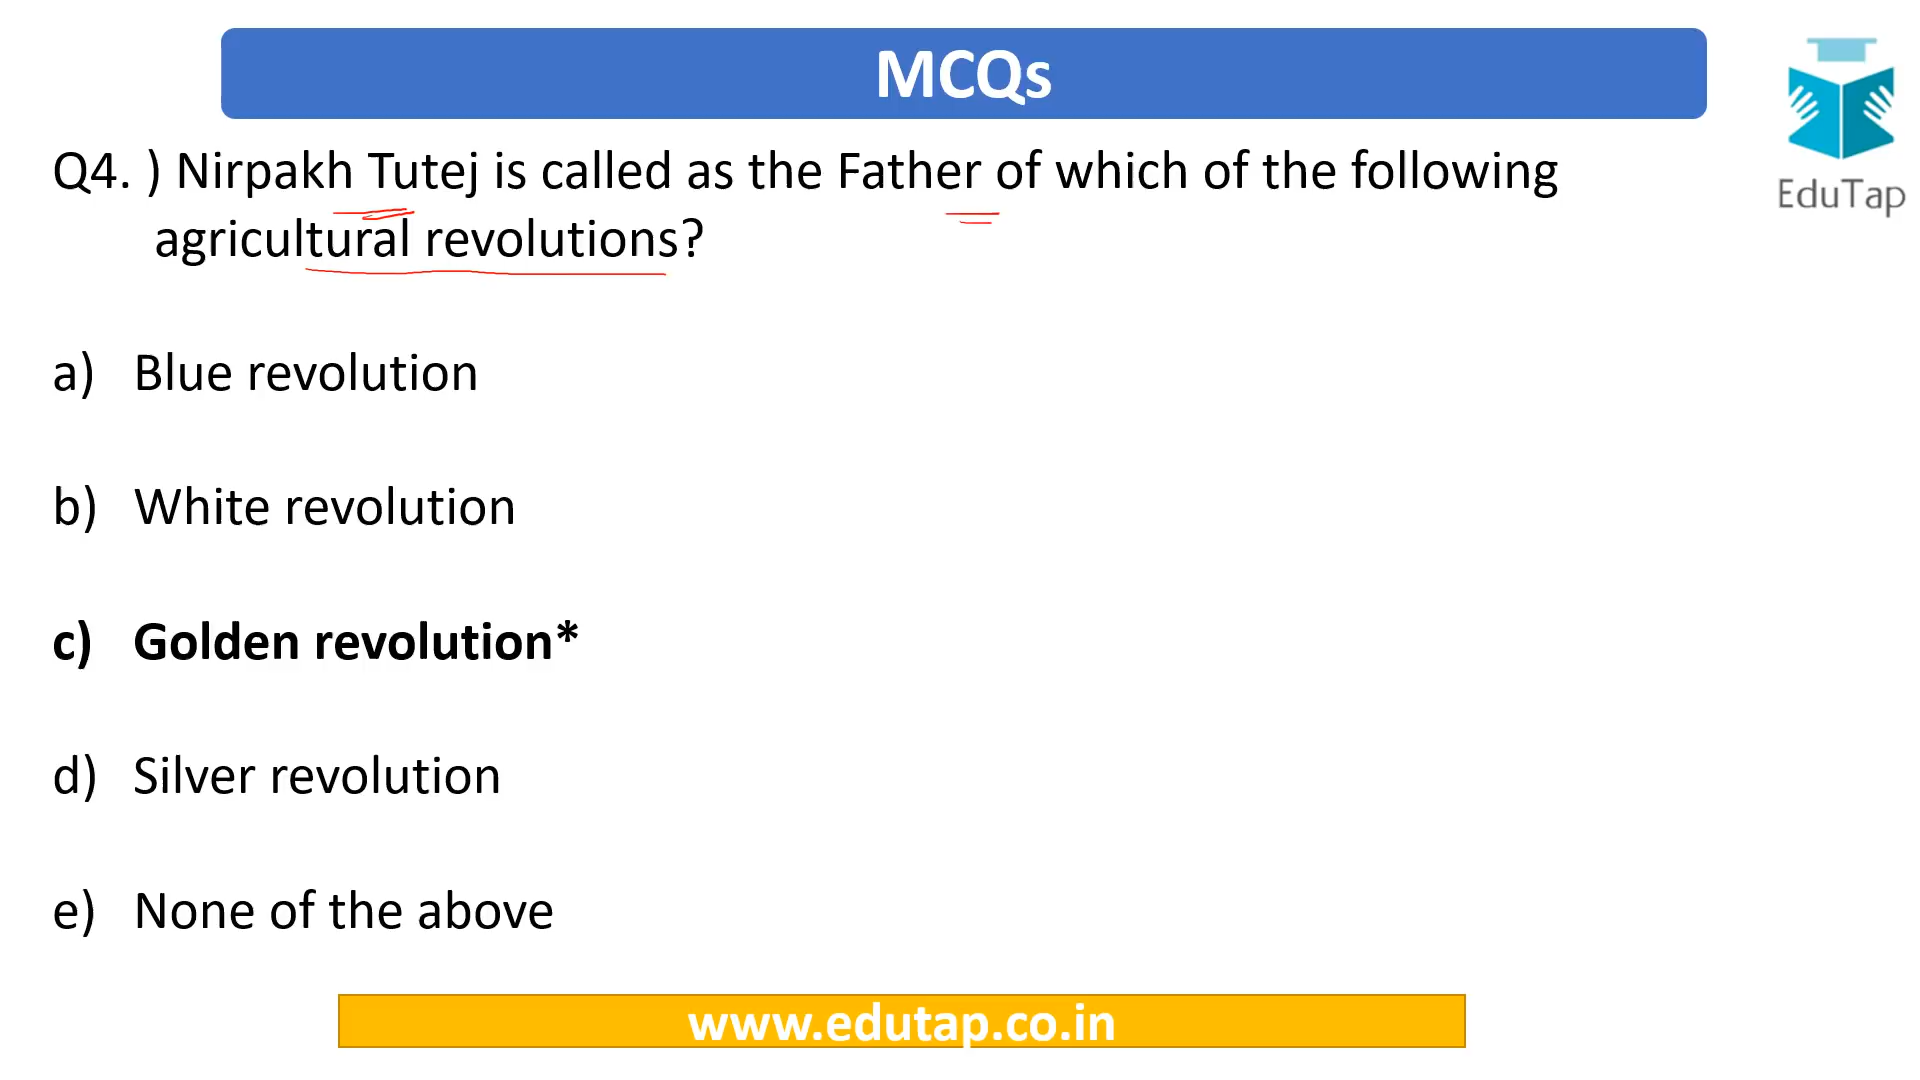 MCQs
EduTap
Q4. ) Nirpakh Tutej is called as the Father of which of the following
agricultural revolutions?
a) Blue revolution
b) White revolution
c) Golden revolution*
d) Silver revolution
e) None of the above
www.edutap.co.in